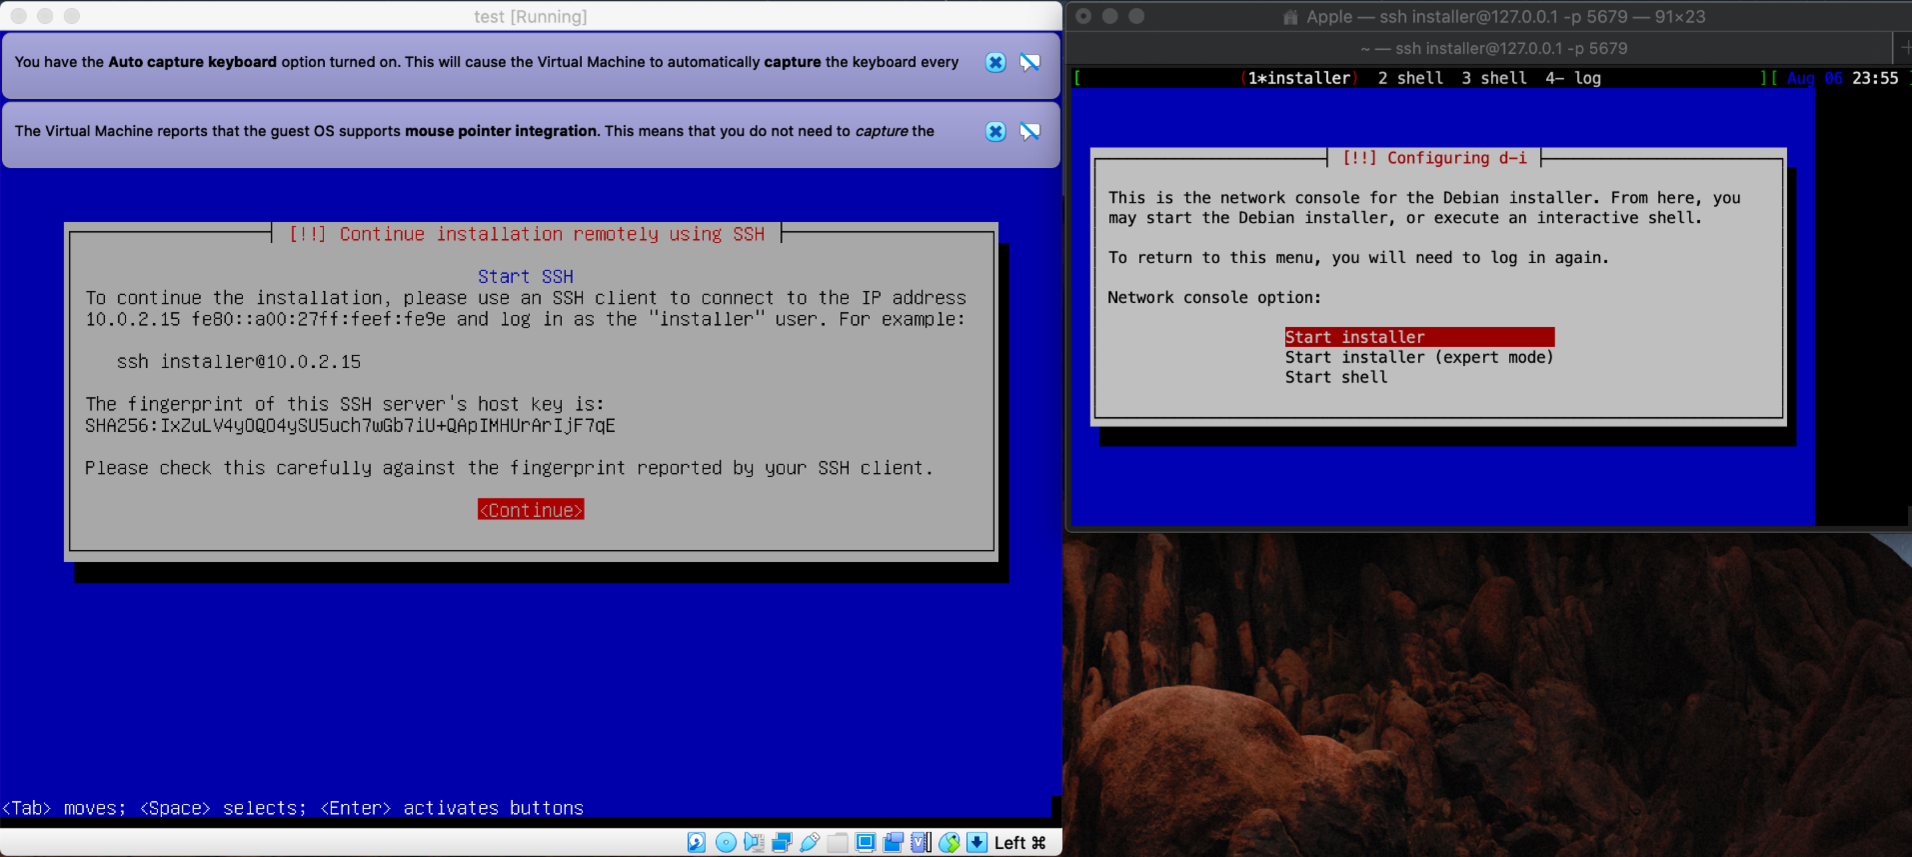 test [Running]
You have the Auto capture keyboard option turned on. This will cause the Virtual Machine to automatically capture the keyboard every
The Virtual Machine reports that the guest OS supports mouse pointer integration. This means that you do not need to capture the
[!!] Continue installation remotely using SSH
Start SSH
To continue the installation, please use an SSH client to connect to the IP address
10.0.2.15 fe80::a00:27ff:feef:fe9e and log in as the "installer" user. For example:
ssh installer@10.0.2.15
The fingerprint of this SSH server's host key is:
SHA256:IxZuLV4yOQO4ySU5uch7wGb7iU+QApIMHUrArIjF7qE
Please check this carefully against the fingerprint reported by your SSH client.
<Continue>
<Tab> moves; <Space> selects; <Enter> activates buttons
Left ⌘
Apple — ssh installer@127.0.0.1 -p 5679 — 91×23
~ — ssh installer@127.0.0.1 -p 5679
[ (1*installer) 2 shell 3 shell 4- log ][ Aug 06 23:55 ]
[!!] Configuring d-i
This is the network console for the Debian installer. From here, you
may start the Debian installer, or execute an interactive shell.
To return to this menu, you will need to log in again.
Network console option:
Start installer
Start installer (expert mode)
Start shell